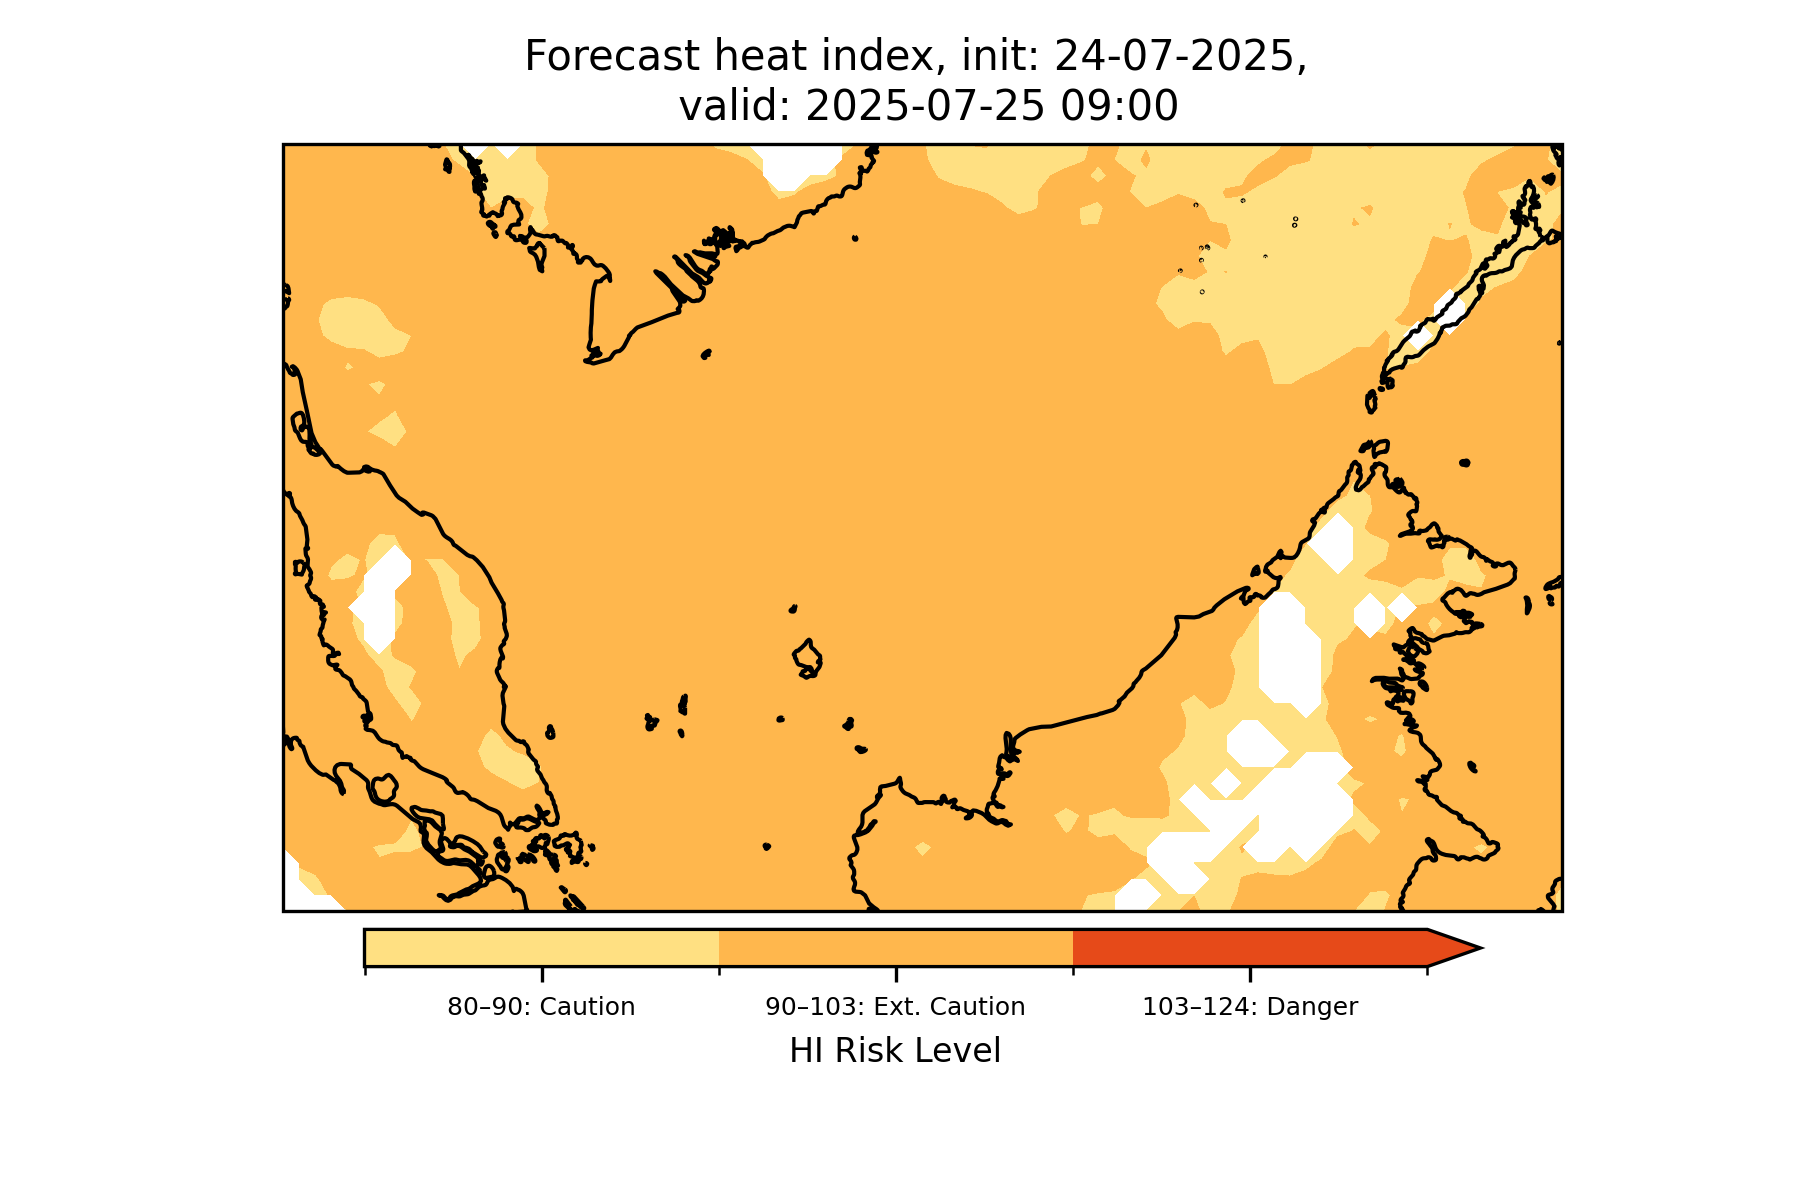 Forecast heat index, init: 24-07-2025,
valid: 2025-07-25 09:00
80–90: Caution
90–103: Ext. Caution
103–124: Danger
HI Risk Level